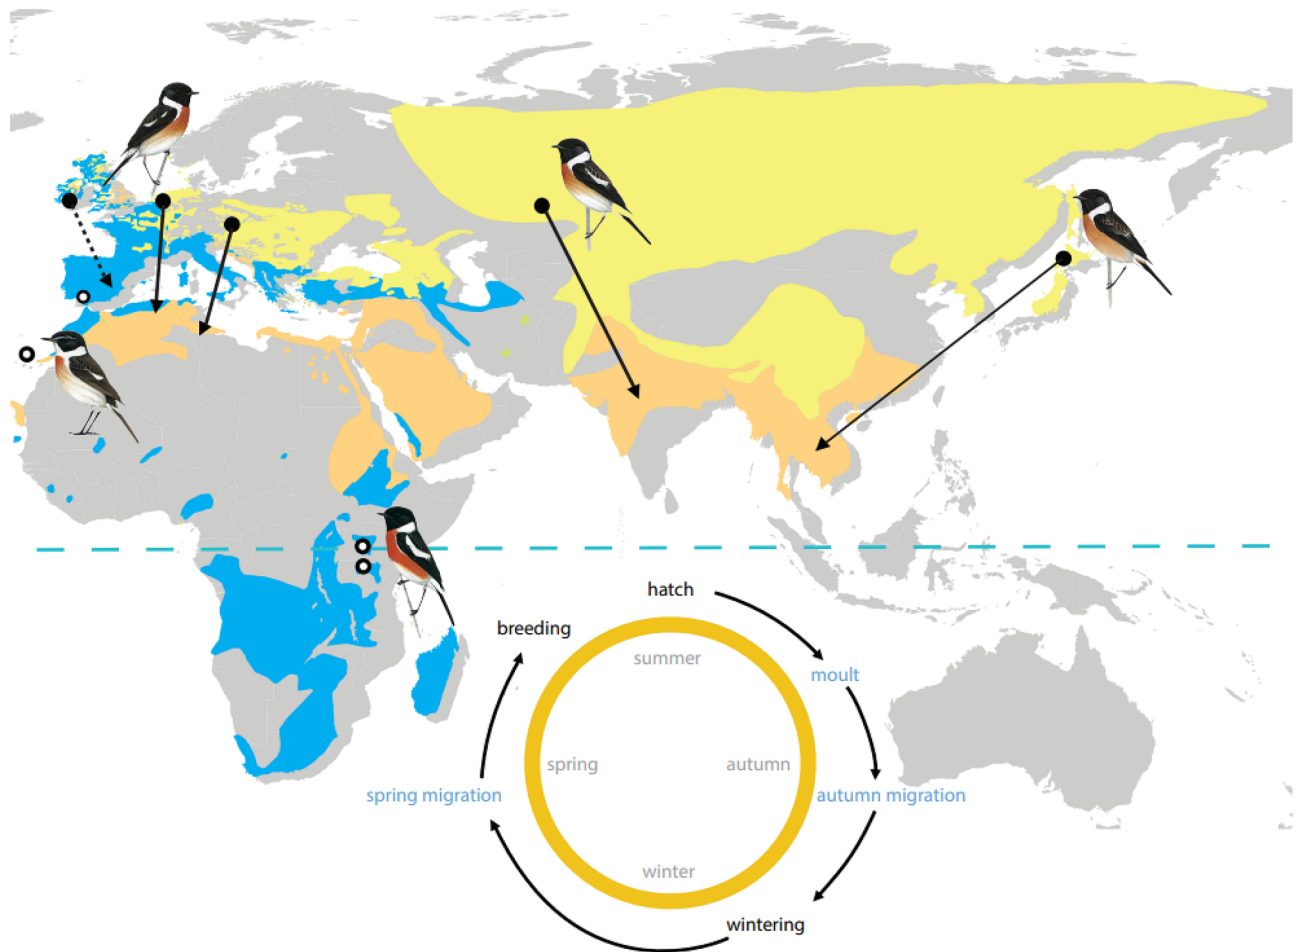 hatch
breeding
summer
moult
spring
autumn
spring migration
autumn migration
winter
wintering